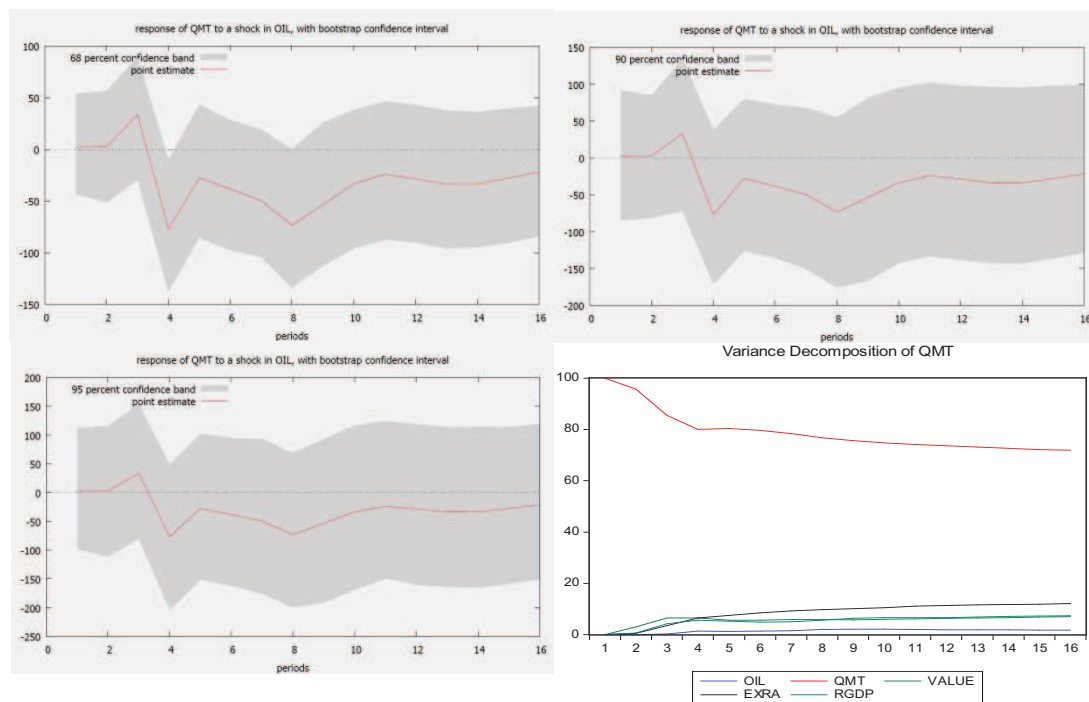 response of QMT to a shock in OIL, with bootstrap confidence interval
68 percent confidence band
point estimate
100
50
0
-50
-100
-150
0 2 4 6 8 10 12 14 16
periods
response of QMT to a shock in OIL, with bootstrap confidence interval
90 percent confidence band
point estimate
150
100
50
0
-50
-100
-150
-200
0 2 4 6 8 10 12 14 16
periods
response of QMT to a shock in OIL, with bootstrap confidence interval
95 percent confidence band
point estimate
200
150
100
50
0
-50
-100
-150
-200
-250
0 2 4 6 8 10 12 14 16
periods
Variance Decomposition of QMT
100
80
60
40
20
0
1 2 3 4 5 6 7 8 9 10 11 12 13 14 15 16
OIL QMT VALUE
EXRA RGDP